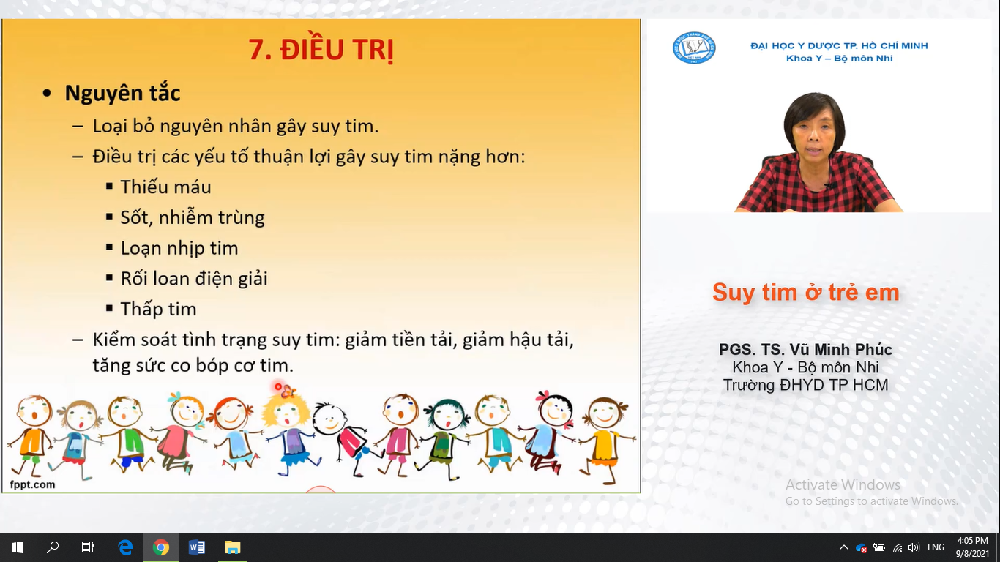 7. ĐIỀU TRỊ
• Nguyên tắc
– Loại bỏ nguyên nhân gây suy tim.
– Điều trị các yếu tố thuận lợi gây suy tim nặng hơn:
▪ Thiếu máu
▪ Sốt, nhiễm trùng
▪ Loạn nhịp tim
▪ Rối loan điện giải
▪ Thấp tim
– Kiểm soát tình trạng suy tim: giảm tiền tải, giảm hậu tải,
tăng sức co bóp cơ tim.
fppt.com
ĐẠI HỌC Y DƯỢC TP. HỒ CHÍ MINH
Khoa Y – Bộ môn Nhi
Suy tim ở trẻ em
PGS. TS. Vũ Minh Phúc
Khoa Y - Bộ môn Nhi
Trường ĐHYD TP HCM
Activate Windows
Go to Settings to activate Windows.
ENG
4:05 PM
9/8/2021